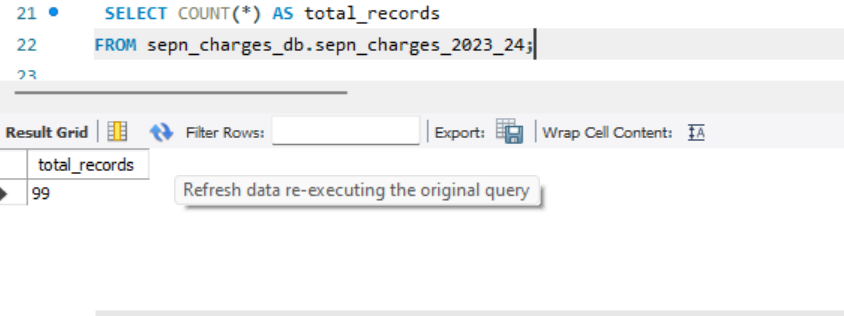 21 SELECT COUNT(*) AS total_records
22 FROM sepn_charges_db.sepn_charges_2023_24;
23
Result Grid Filter Rows: Export: Wrap Cell Content: IA
total_records
99
Refresh data re-executing the original query